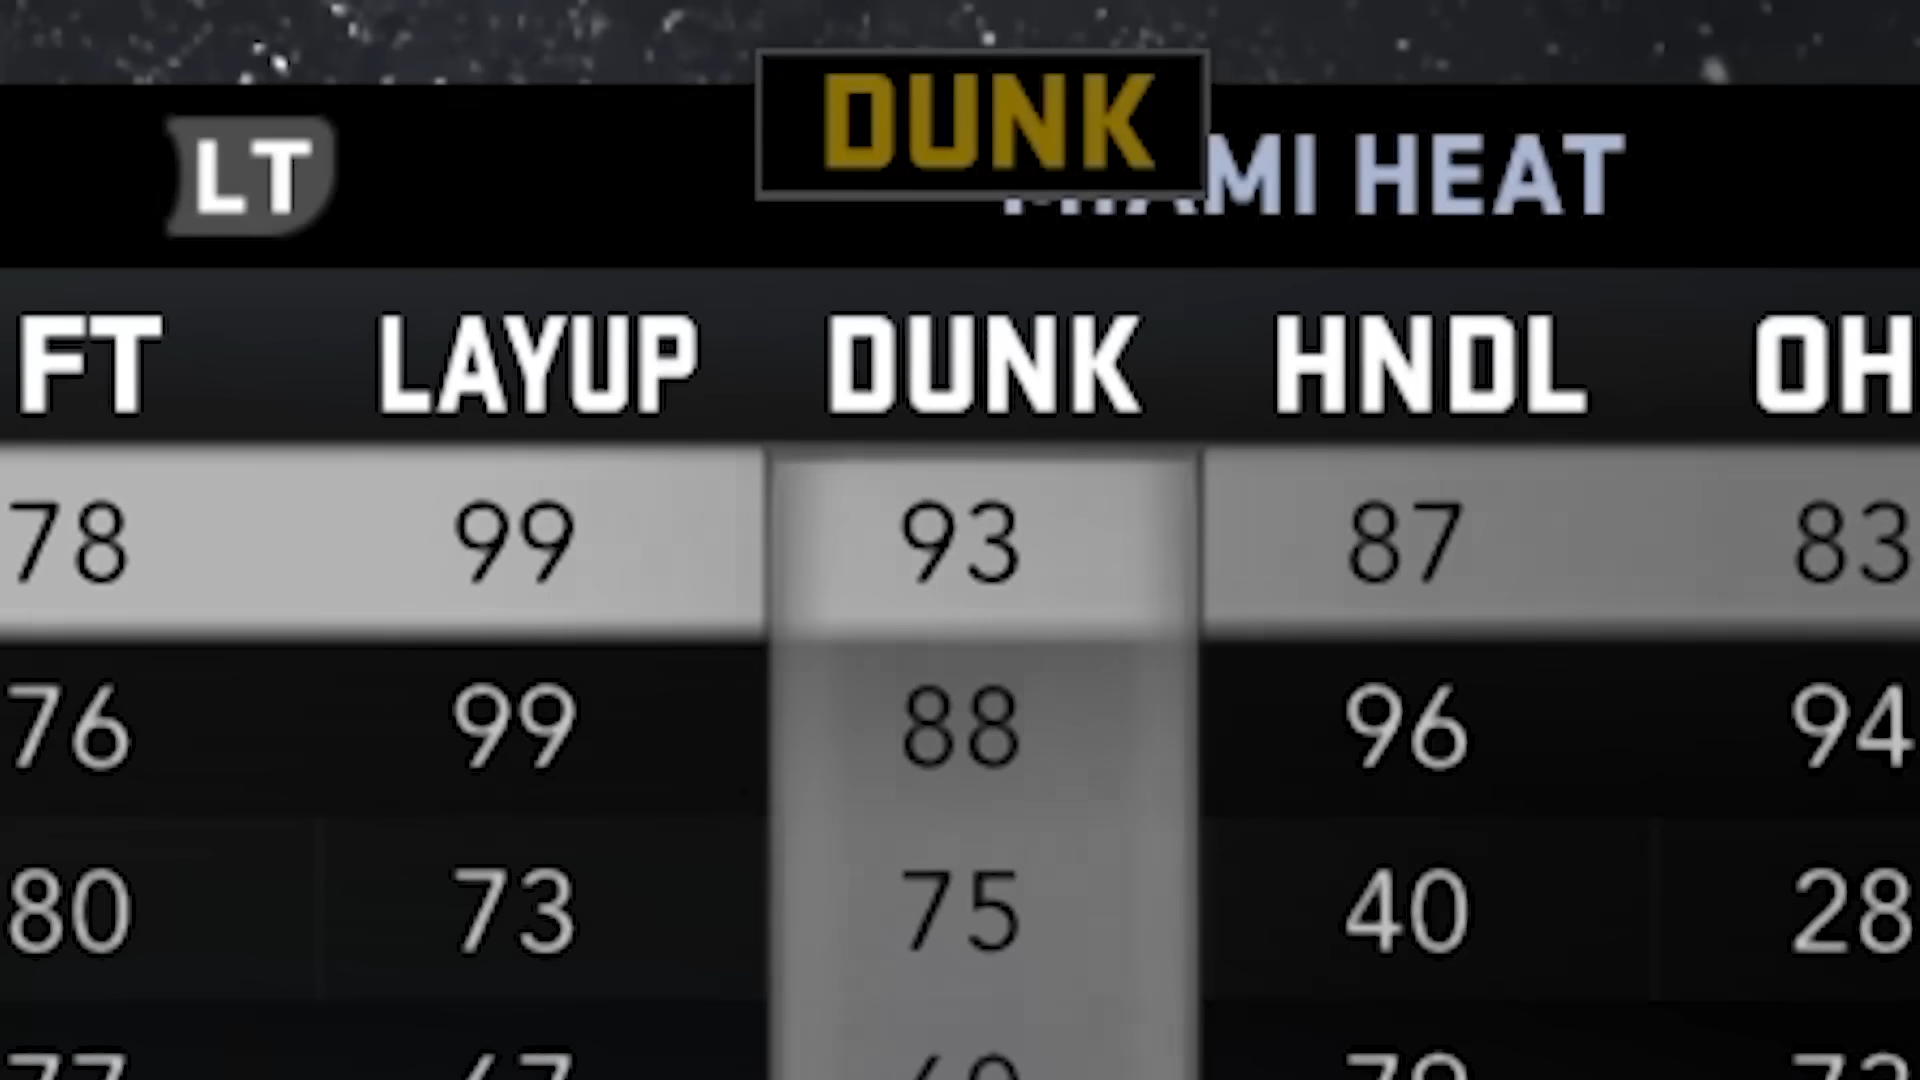 DUNK
LT MIAMI HEAT
FT LAYUP DUNK HNDL OH
78 99 93 87 83
76 99 88 96 94
80 73 75 40 28